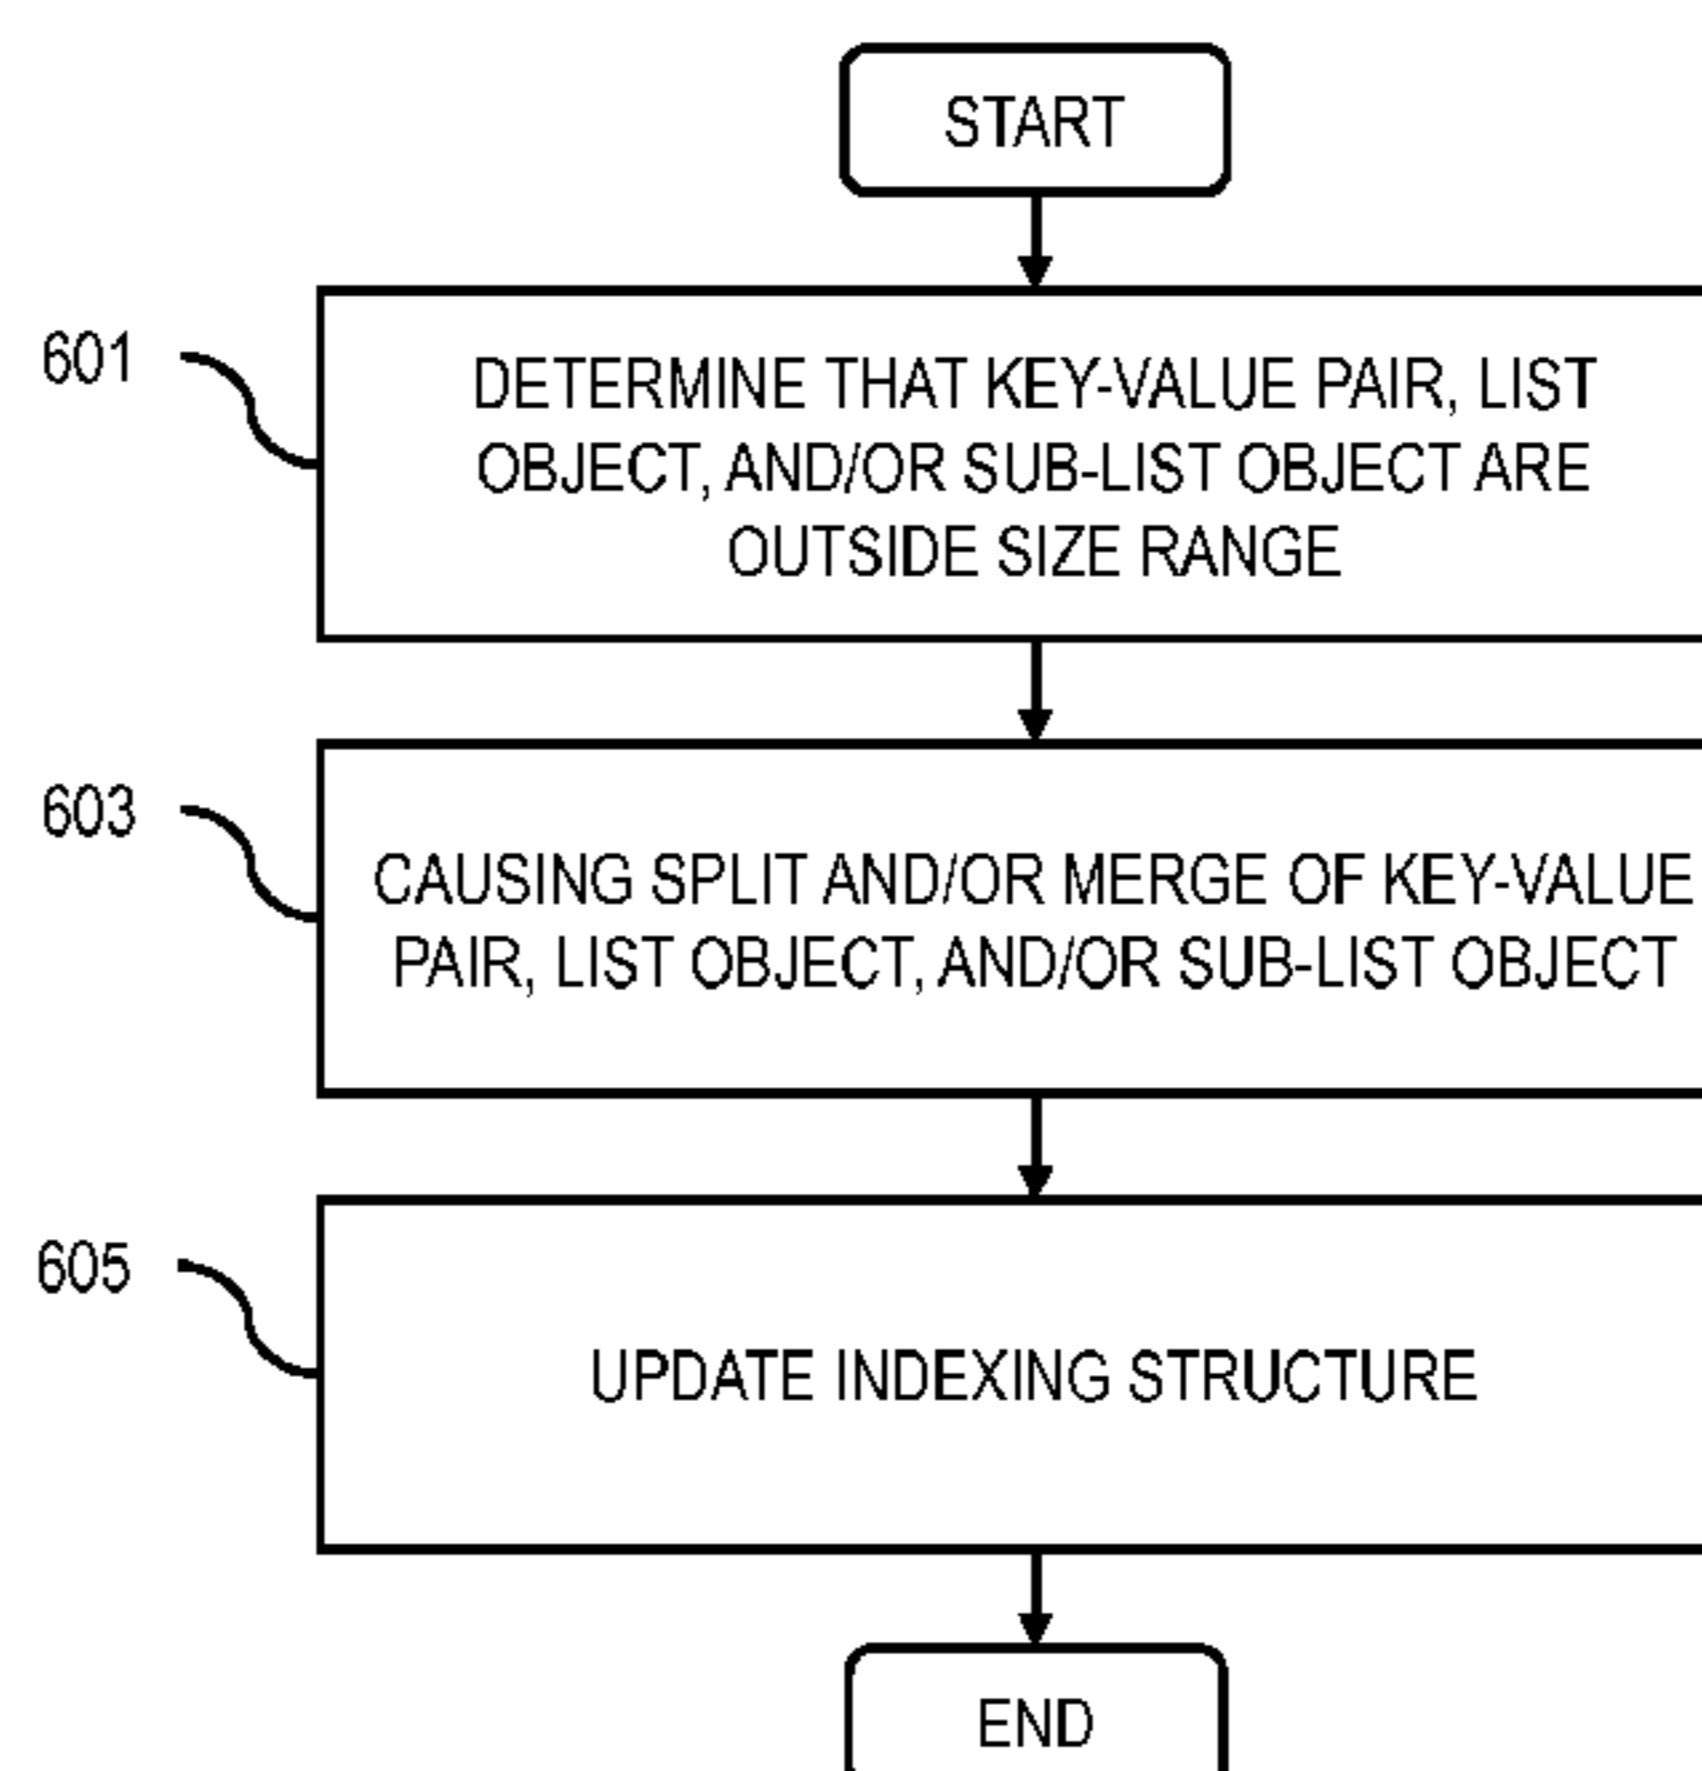 START
601
DETERMINE THAT KEY-VALUE PAIR, LIST
OBJECT, AND/OR SUB-LIST OBJECT ARE
OUTSIDE SIZE RANGE
603
CAUSING SPLIT AND/OR MERGE OF KEY-VALUE
PAIR, LIST OBJECT, AND/OR SUB-LIST OBJECT
605
UPDATE INDEXING STRUCTURE
END